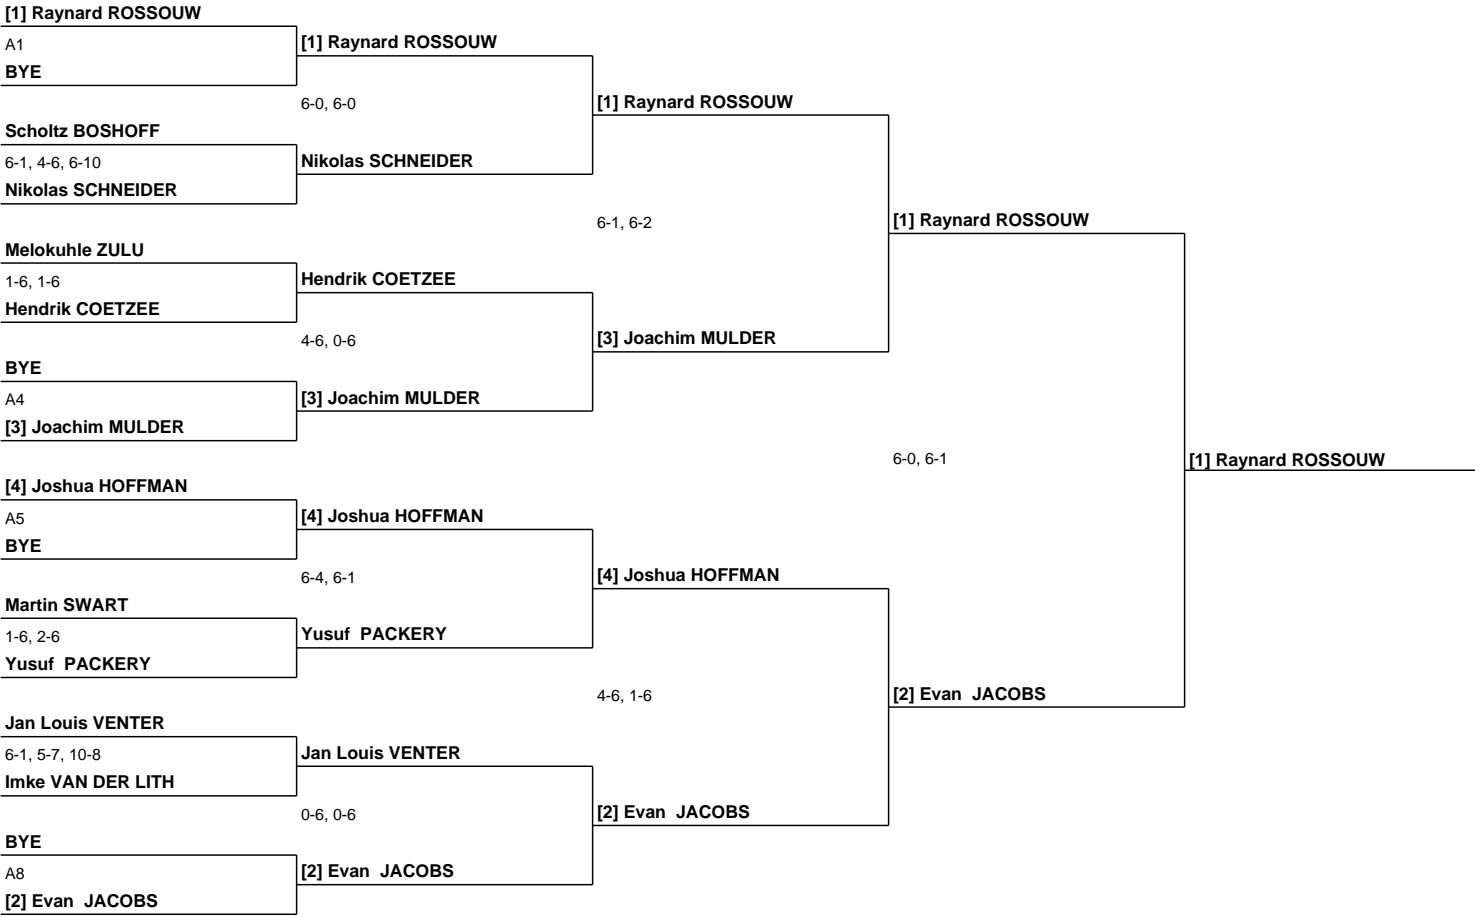 [1] Raynard ROSSOUW
A1
BYE
Scholtz BOSHOFF
6-1, 4-6, 6-10
Nikolas SCHNEIDER
Melokuhle ZULU
1-6, 1-6
Hendrik COETZEE
BYE
A4
[3] Joachim MULDER
[4] Joshua HOFFMAN
A5
BYE
Martin SWART
1-6, 2-6
Yusuf  PACKERY
Jan Louis VENTER
6-1, 5-7, 10-8
Imke VAN DER LITH
BYE
A8
[2] Evan  JACOBS
[1] Raynard ROSSOUW
6-0, 6-0
Nikolas SCHNEIDER
Hendrik COETZEE
4-6, 0-6
[3] Joachim MULDER
[4] Joshua HOFFMAN
6-4, 6-1
Yusuf  PACKERY
Jan Louis VENTER
0-6, 0-6
[2] Evan  JACOBS
[1] Raynard ROSSOUW
6-1, 6-2
[3] Joachim MULDER
[4] Joshua HOFFMAN
4-6, 1-6
[2] Evan  JACOBS
[1] Raynard ROSSOUW
6-0, 6-1
[2] Evan  JACOBS
[1] Raynard ROSSOUW